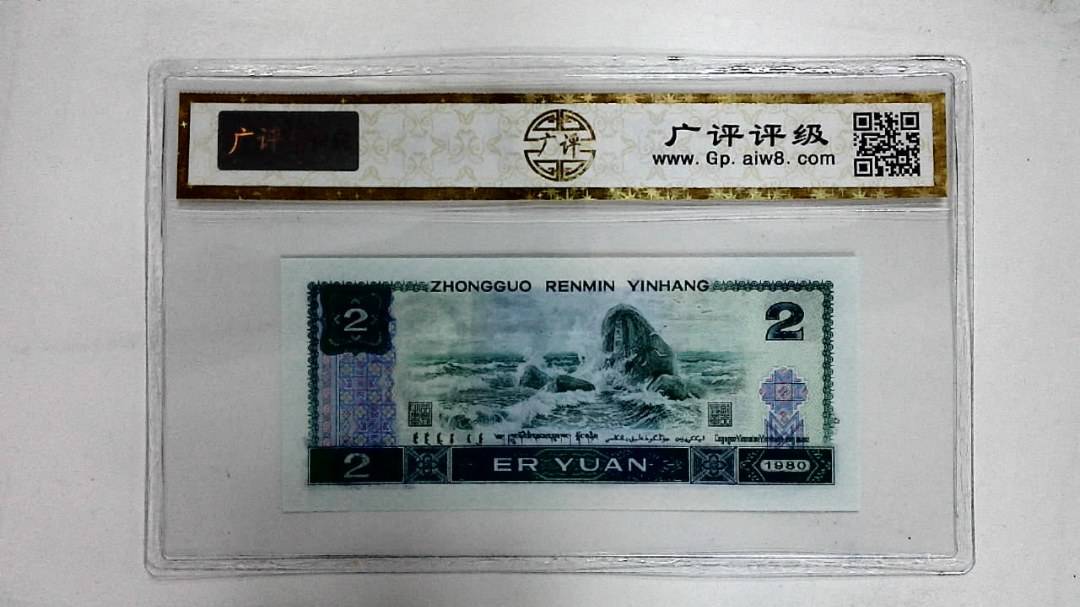 广评
广评
广评评级
www.Gp.aiw8.com
ZHONGGUO RENMIN YINHANG
2
2
2
ER YUAN
1980